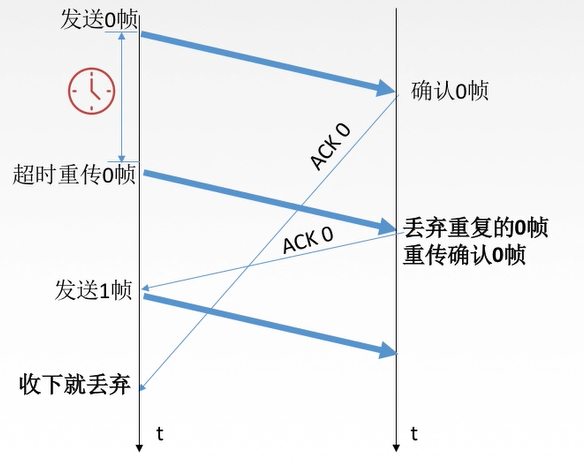 发送0帧
确认0帧
ACK 0
超时重传0帧
丢弃重复的0帧
重传确认0帧
ACK 0
发送1帧
收下就丢弃
t
t